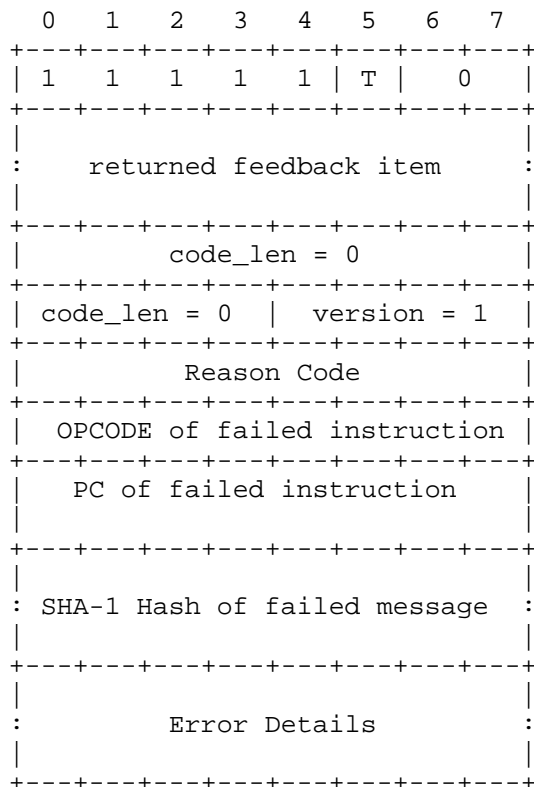 0   1   2   3   4   5   6   7
+---+---+---+---+---+---+---+---+
| 1   1   1   1   1 | T |   0   |
+---+---+---+---+---+---+---+---+
|                               |
:    returned feedback item     :
|                               |
+---+---+---+---+---+---+---+---+
|         code_len = 0          |
+---+---+---+---+---+---+---+---+
| code_len = 0  |  version = 1  |
+---+---+---+---+---+---+---+---+
|          Reason Code          |
+---+---+---+---+---+---+---+---+
|  OPCODE of failed instruction |
+---+---+---+---+---+---+---+---+
|   PC of failed instruction    |
|                               |
+---+---+---+---+---+---+---+---+
|                               |
: SHA-1 Hash of failed message  :
|                               |
+---+---+---+---+---+---+---+---+
|                               |
:         Error Details         :
|                               |
+---+---+---+---+---+---+---+---+